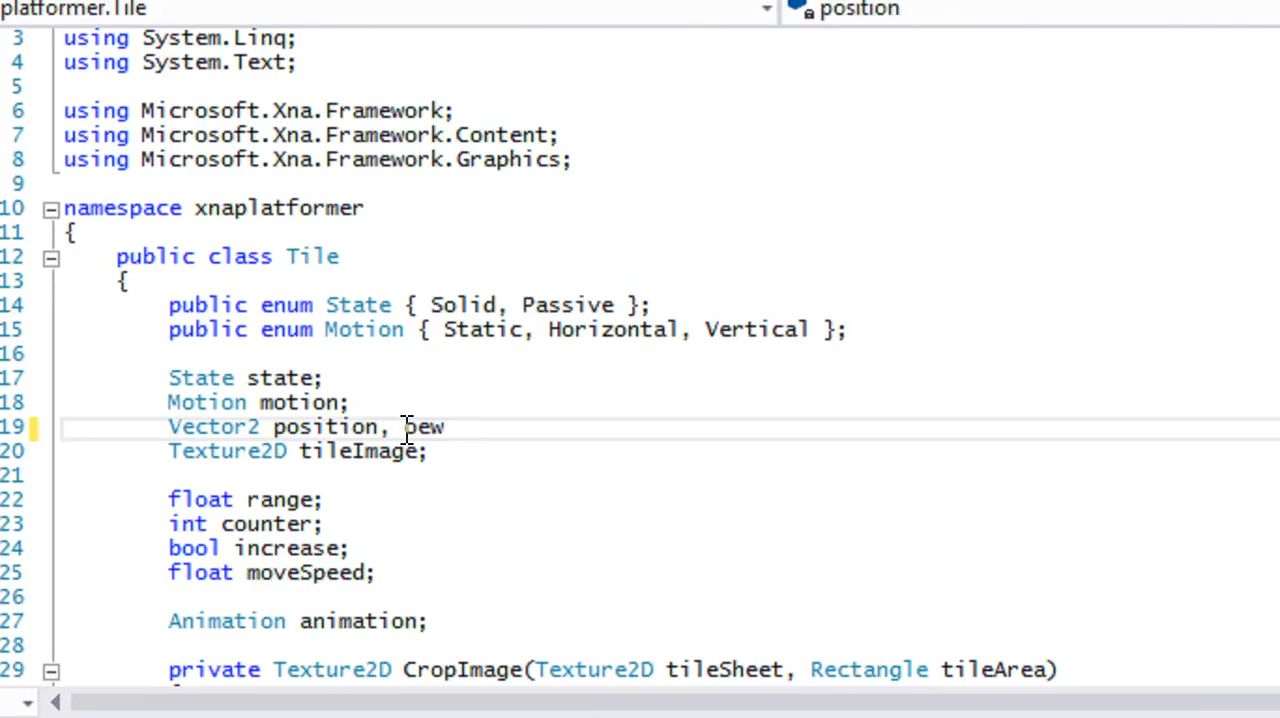 platformer.Tile position
3 using System.Linq;
4 using System.Text;
5
6 using Microsoft.Xna.Framework;
7 using Microsoft.Xna.Framework.Content;
8 using Microsoft.Xna.Framework.Graphics;
9
10 namespace xnaplatformer
11 {
12 public class Tile
13 {
14 public enum State { Solid, Passive };
15 public enum Motion { Static, Horizontal, Vertical };
16
17 State state;
18 Motion motion;
19 Vector2 position,
20 Texture2D tileImage;
21
22 float range;
23 int counter;
24 bool increase;
25 float moveSpeed;
26
27 Animation animation;
28
29 private Texture2D CropImage(Texture2D tileSheet, Rectangle tileArea)